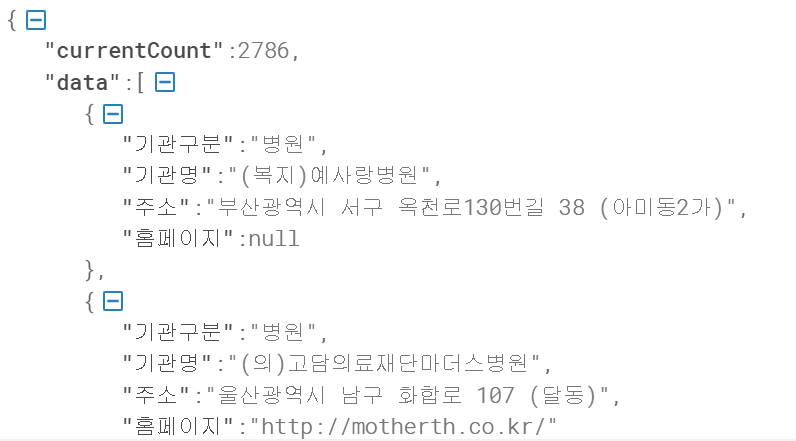 {
"currentCount":2786,
"data":[
{
"기관구분":"병원",
"기관명":"(복지)예사랑병원",
"주소":"부산광역시 서구 옥천로130번길 38 (아미동2가)",
"홈페이지":null
},
{
"기관구분":"병원",
"기관명":"(의)고담의료재단마더스병원",
"주소":"울산광역시 남구 화합로 107 (달동)",
"홈페이지":"http://motherth.co.kr/"